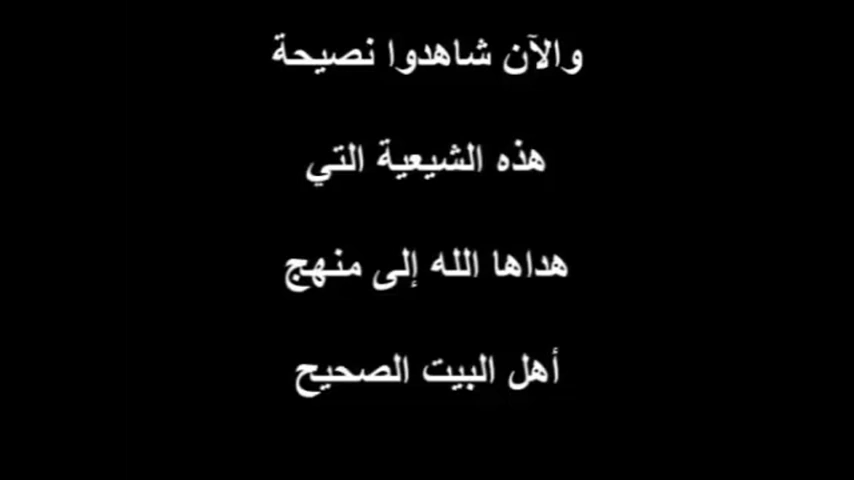 والآن شاهدوا نصيحة
هذه الشيعية التي
هداها الله إلى منهج
أهل البيت الصحيح